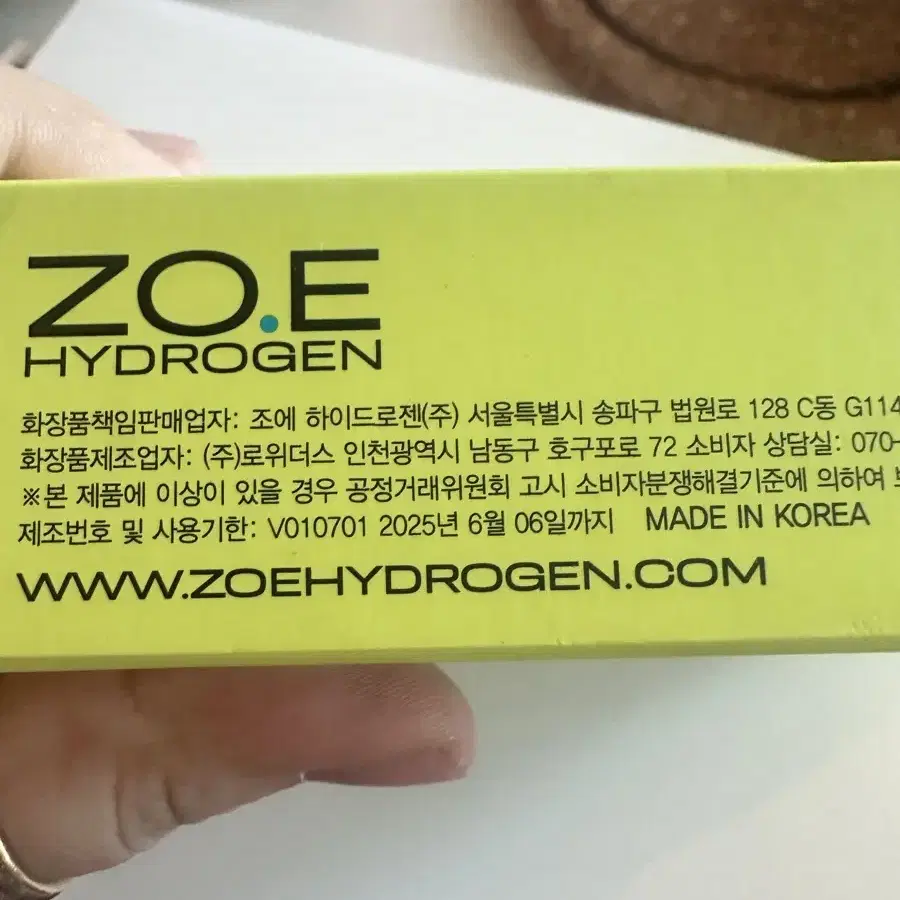 ZO.E
HYDROGEN
화장품책임판매업자: 조에 하이드로젠(주) 서울특별시 송파구 법원로 128 C동 G114
화장품제조업자: (주)로위더스 인천광역시 남동구 호구포로 72 소비자 상담실: 070-
※본 제품에 이상이 있을 경우 공정거래위원회 고시 소비자분쟁해결기준에 의하여
제조번호 및 사용기한: V010701 2025년 6월 06일까지 MADE IN KOREA
WWW.ZOEHYDROGEN.COM